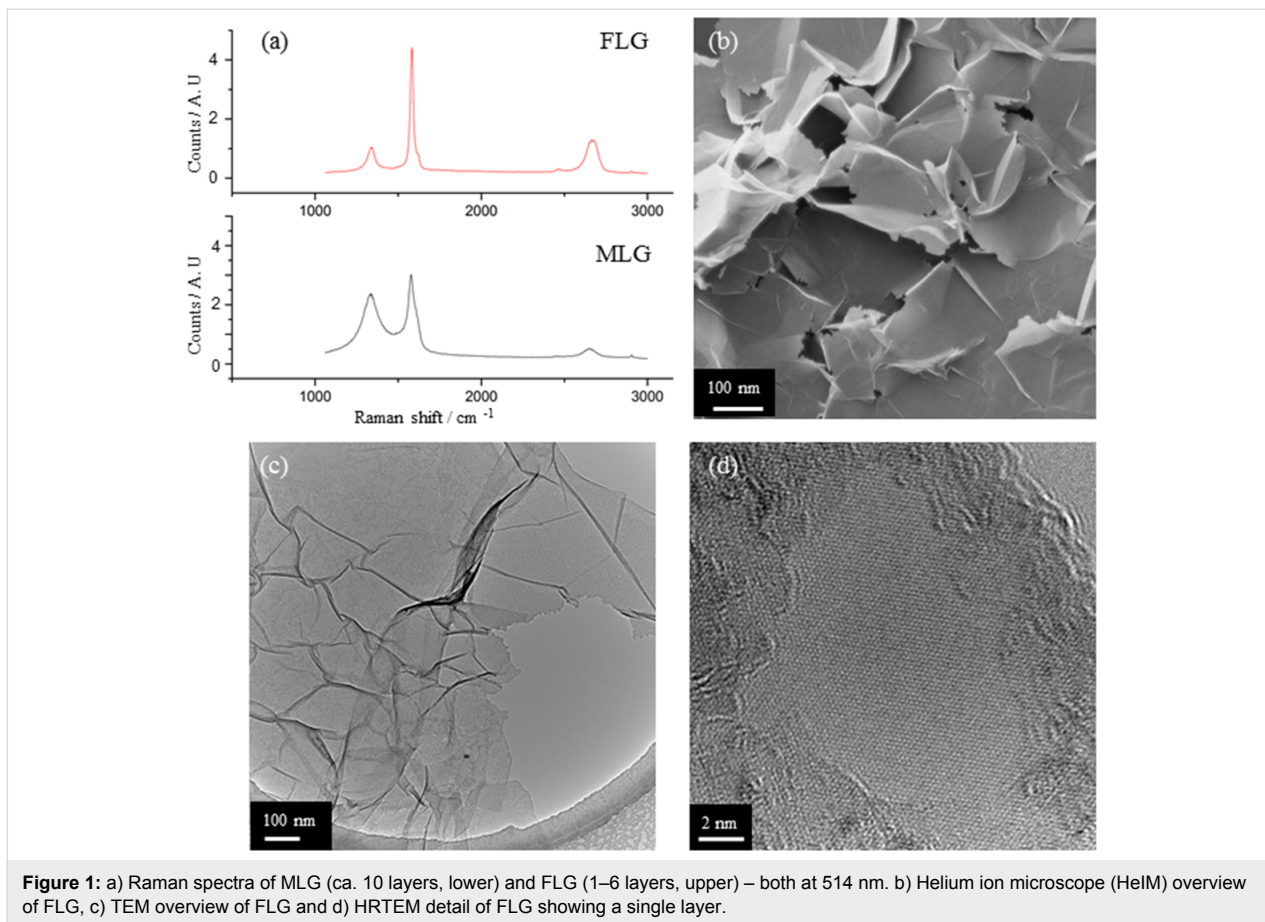 (a)
FLG
Counts / A. U
4
2
0
1000 2000 3000
MLG
Counts / A. U
4
2
0
1000 2000 3000
Raman shift / cm -1
(b)
100 nm
(c)
100 nm
(d)
2 nm
Figure 1: a) Raman spectra of MLG (ca. 10 layers, lower) and FLG (1–6 layers, upper) – both at 514 nm. b) Helium ion microscope (HeIM) overview
of FLG, c) TEM overview of FLG and d) HRTEM detail of FLG showing a single layer.